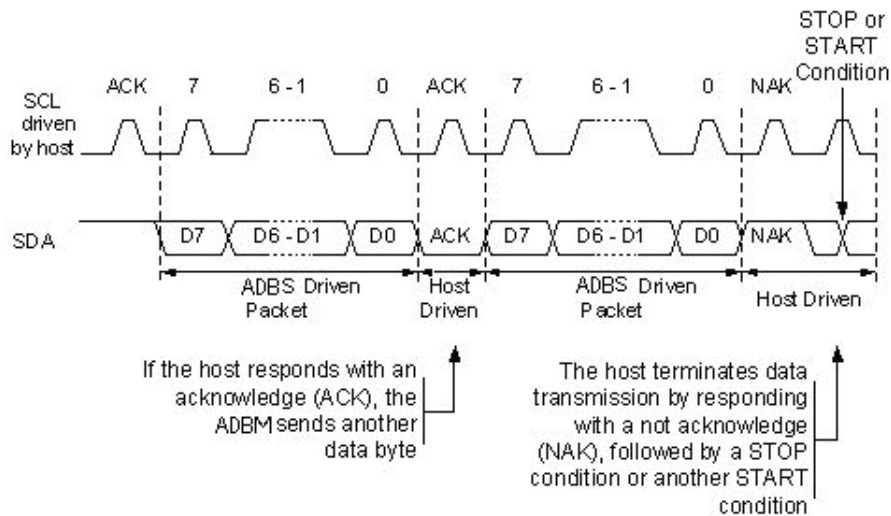 STOP or
START
Condition
ACK 7 6 - 1 0 ACK 7 6 - 1 0 NAK
SCL
driven
by host
SDA
D7 D6 - D1 D0 ACK D7 D6 - D1 D0 NAK
ADBS Driven
Packet
Host
Driven
ADBS Driven
Packet
Host Driven
If the host responds with an
acknowledge (ACK), the
ADBM sends another
data byte
The host terminates data
transmission by responding
with a not acknowledge
(NAK), followed by a STOP
condition or another START
condition